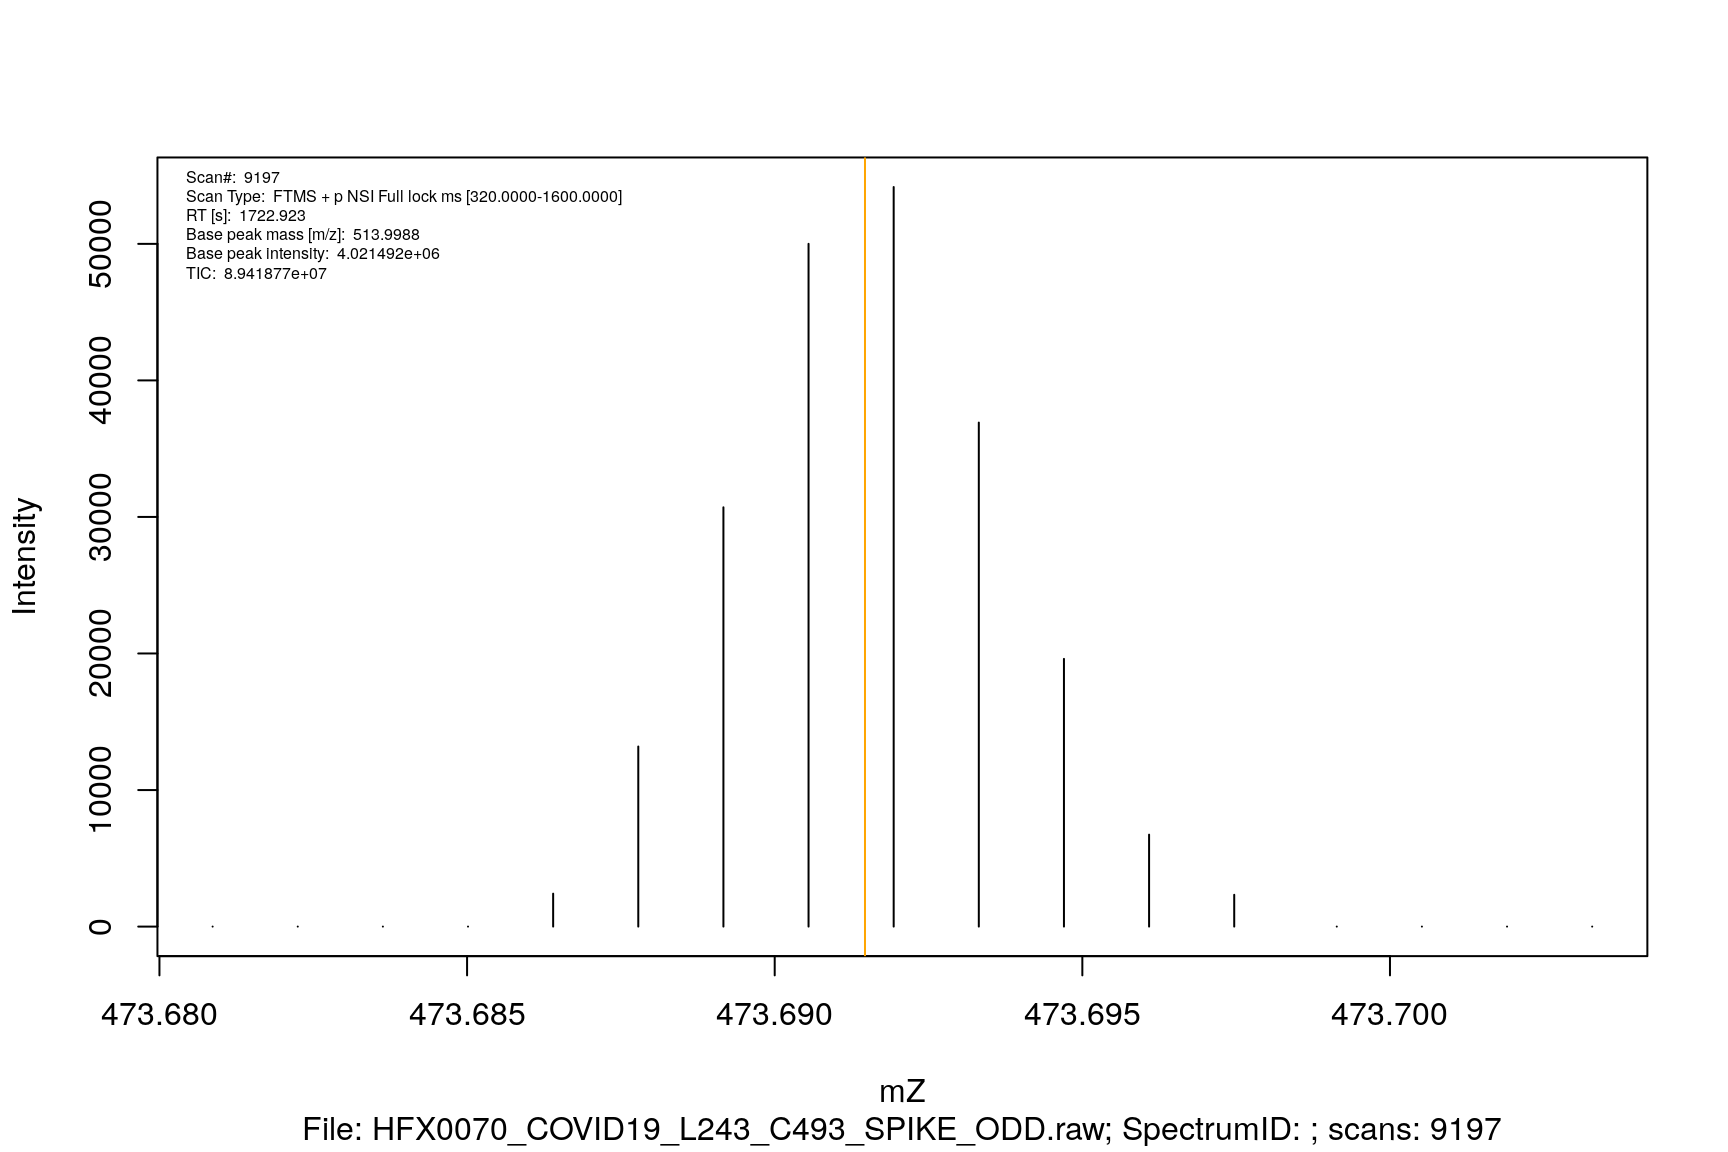 Scan#: 9197
Scan Type: FTMS + p NSI Full lock ms [320.0000-1600.0000]
RT [s]: 1722.923
Base peak mass [m/z]: 513.9988
Base peak intensity: 4.021492e+06
TIC: 8.941877e+07
Intensity
50000
40000
30000
20000
10000
0
473.680 473.685 473.690 473.695 473.700
mZ
File: HFX0070_COVID19_L243_C493_SPIKE_ODD.raw; SpectrumID: ; scans: 9197